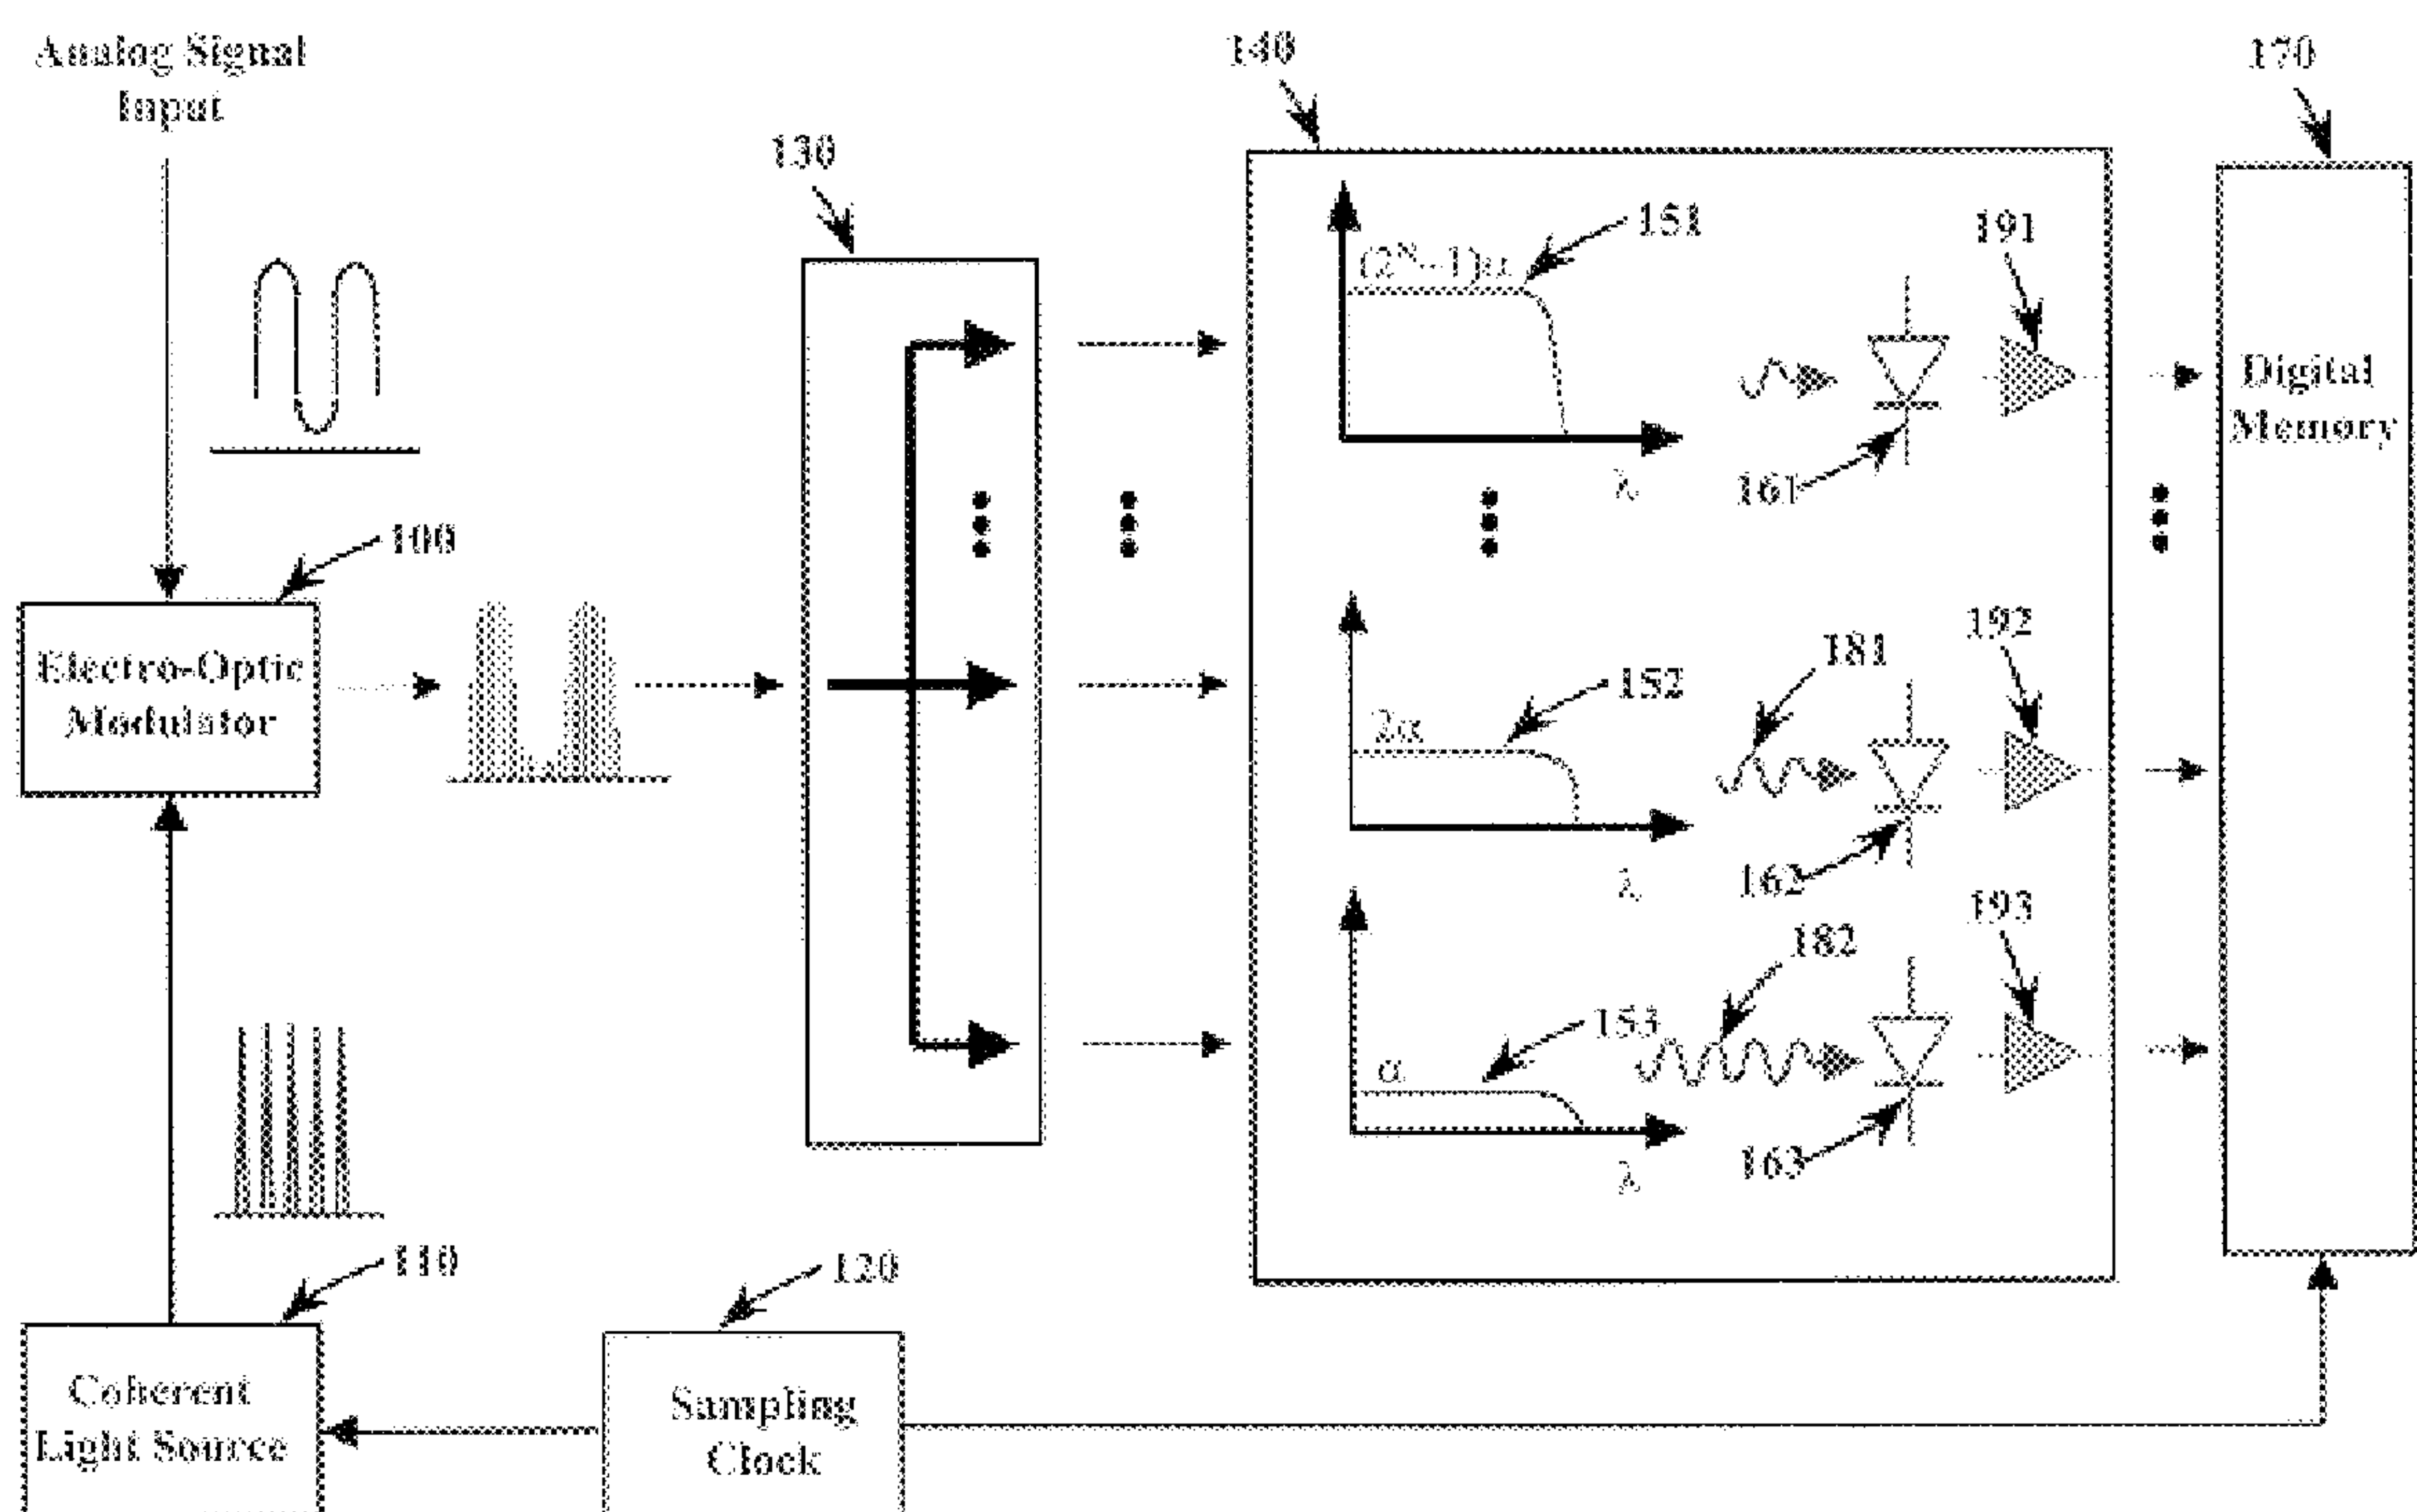 Analog Signal
Input
140
170
130
151
191
(2ᴺ–1)α
Digital
Memory
λ
161
100
192
181
Electro-Optic
Modulator
152
2α
λ
162
193
182
153
α
163
λ
110
120
Coherent
Light Source
Sampling
Clock